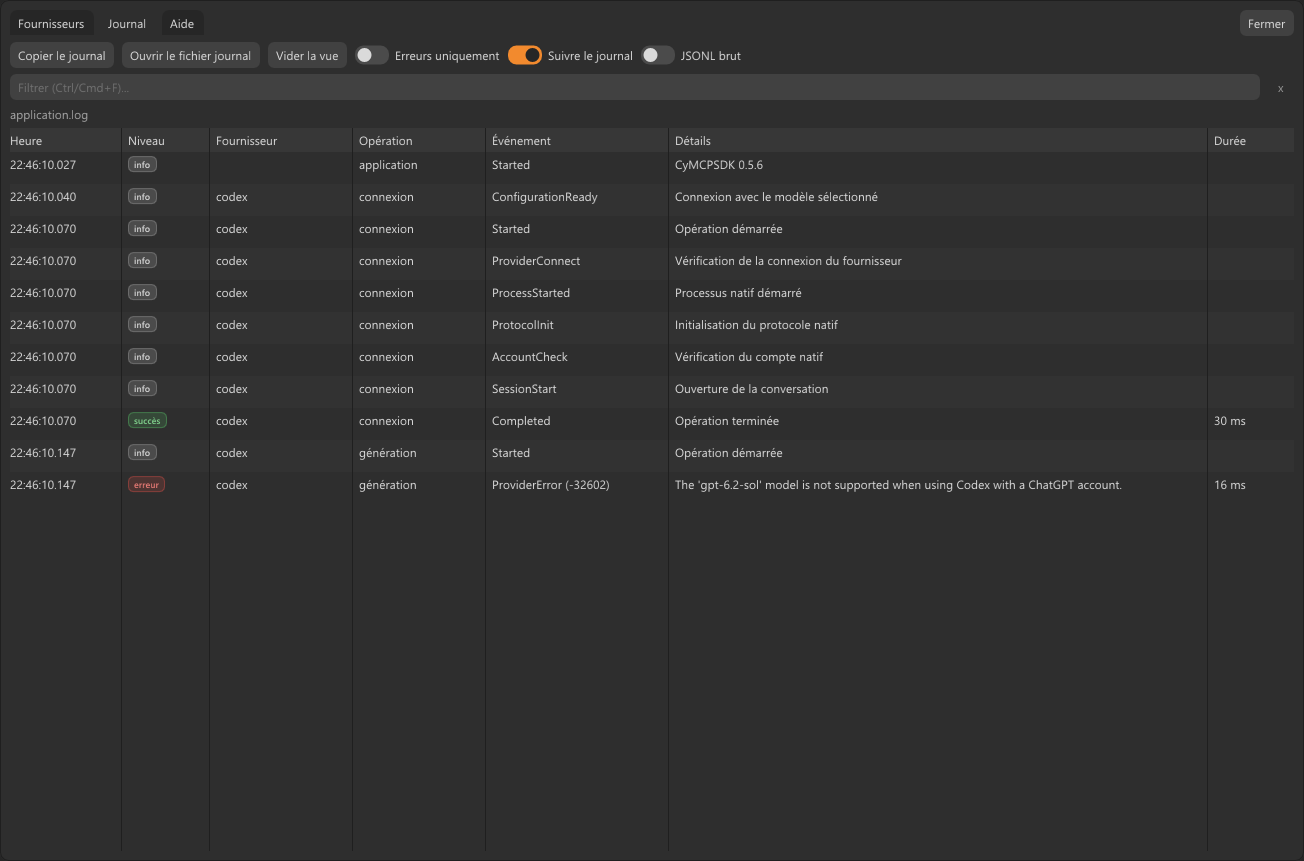 Fournisseurs Journal Aide Fermer
Copier le journal Ouvrir le fichier journal Vider la vue Erreurs uniquement Suivre le journal JSONL brut
Filtrer (Ctrl/Cmd+F)... x
application.log
Heure Niveau Fournisseur Opération Événement Détails Durée
22:46:10.027 info application Started CyMCPSDK 0.5.6
22:46:10.040 info codex connexion ConfigurationReady Connexion avec le modèle sélectionné
22:46:10.070 info codex connexion Started Opération démarrée
22:46:10.070 info codex connexion ProviderConnect Vérification de la connexion du fournisseur
22:46:10.070 info codex connexion ProcessStarted Processus natif démarré
22:46:10.070 info codex connexion ProtocolInit Initialisation du protocole natif
22:46:10.070 info codex connexion AccountCheck Vérification du compte natif
22:46:10.070 info codex connexion SessionStart Ouverture de la conversation
22:46:10.070 succès codex connexion Completed Opération terminée 30 ms
22:46:10.147 info codex génération Started Opération démarrée
22:46:10.147 erreur codex génération ProviderError (-32602) The 'gpt-6.2-sol' model is not supported when using Codex with a ChatGPT account. 16 ms